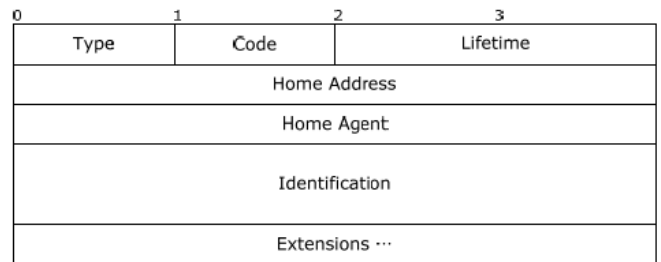 0 1 2 3
Type Code Lifetime
Home Address
Home Agent
Identification
Extensions ⋯